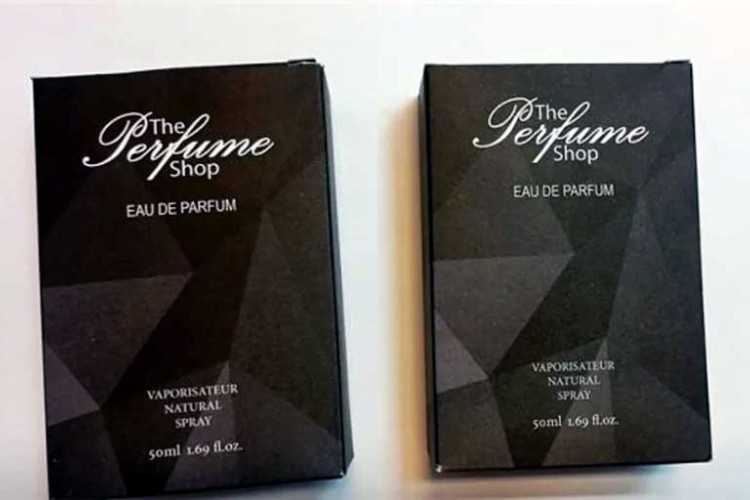 The
Perfume
Shop
EAU DE PARFUM
VAPORISATEUR
NATURAL
SPRAY
50ml 1.69 fl.oz.
The
Perfume
Shop
EAU DE PARFUM
VAPORISATEUR
NATURAL
SPRAY
50ml 1.69 fl.oz.